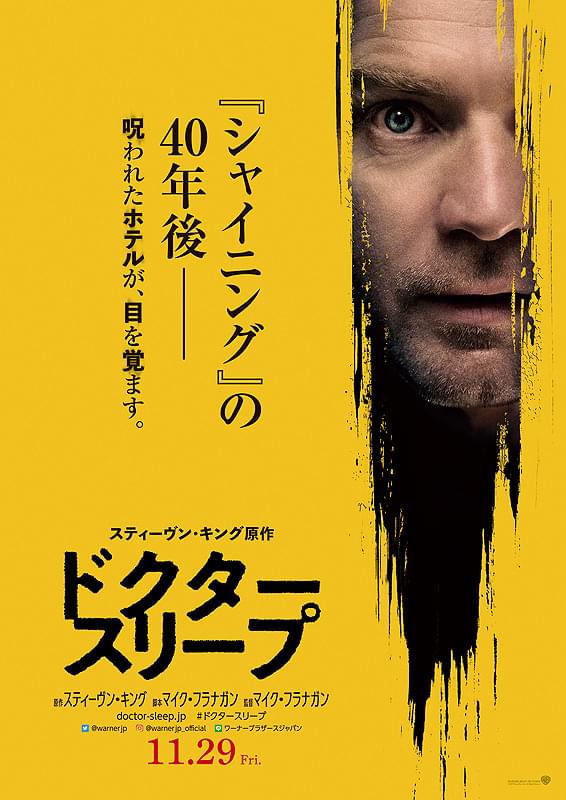 『シャイニング』の
40年後──
呪われたホテルが、目を覚ます。
スティーヴン・キング原作
ドクター
スリープ
原作 スティーヴン・キング 脚本 マイク・フラナガン 監督 マイク・フラナガン
doctor-sleep.jp #ドクタースリープ
@warnerjp @warnerjp_official ワーナーブラザースジャパン
11.29 Fri.